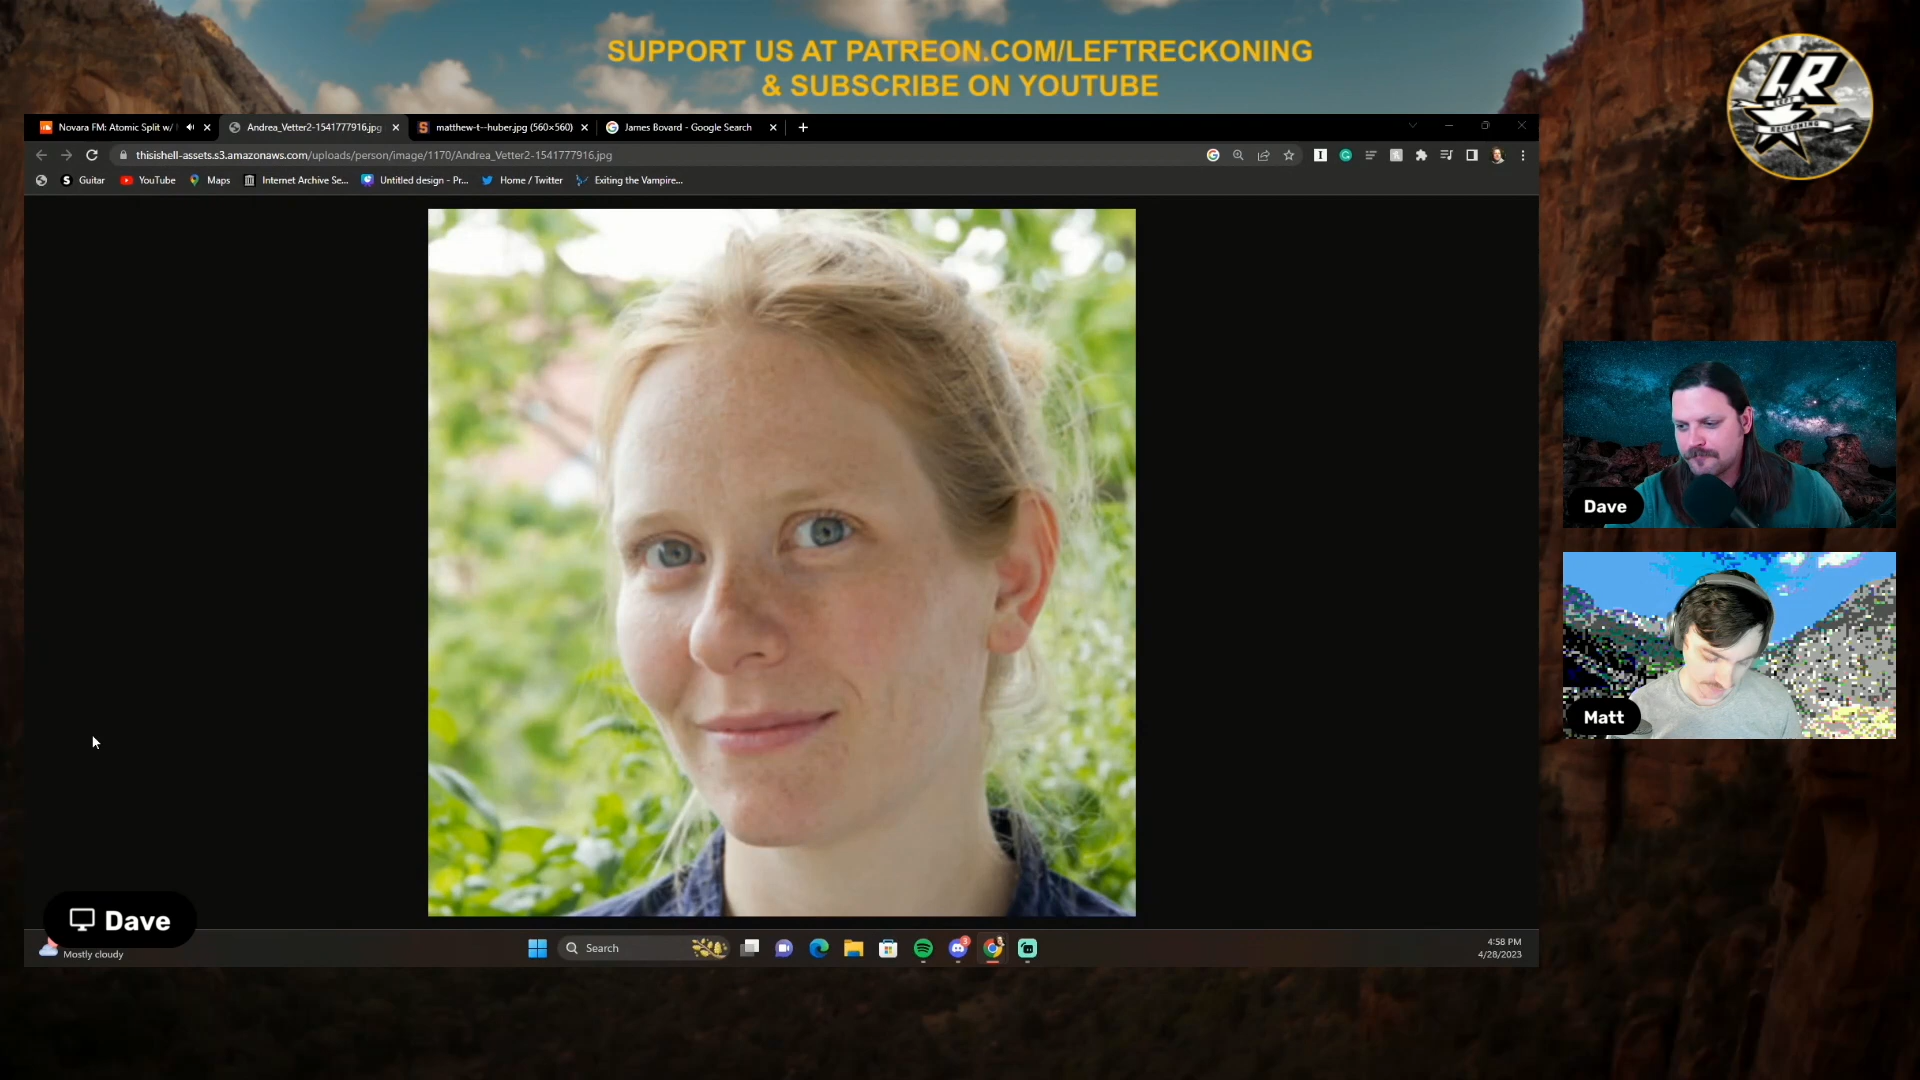 SUPPORT US AT PATREON.COM/LEFTRECKONING
& SUBSCRIBE ON YOUTUBE
LR
LEFT
RECKONING
Novara FM: Atomic Split w/
Andrea_Vetter2-1541777916.jpg
matthew-t--huber.jpg (560×560)
James Bovard - Google Search
thisishell-assets.s3.amazonaws.com/uploads/person/image/1170/Andrea_Vetter2-1541777916.jpg
Guitar
YouTube
Maps
Internet Archive Se...
Untitled design - Pr...
Home / Twitter
Exiting the Vampire...
Dave
Matt
Dave
Mostly cloudy
Search
4:58 PM
4/28/2023